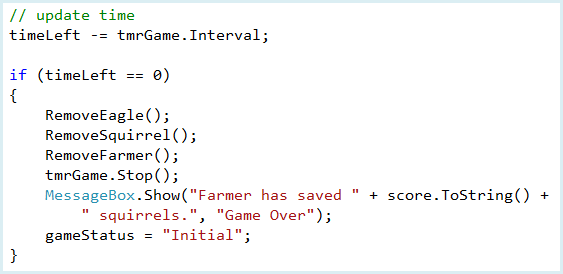 // update time
timeLeft -= tmrGame.Interval;
if (timeLeft == 0)
{
RemoveEagle();
RemoveSquirrel();
RemoveFarmer();
tmrGame.Stop();
MessageBox.Show("Farmer has saved " + score.ToString() +
" squirrels.", "Game Over");
gameStatus = "Initial";
}